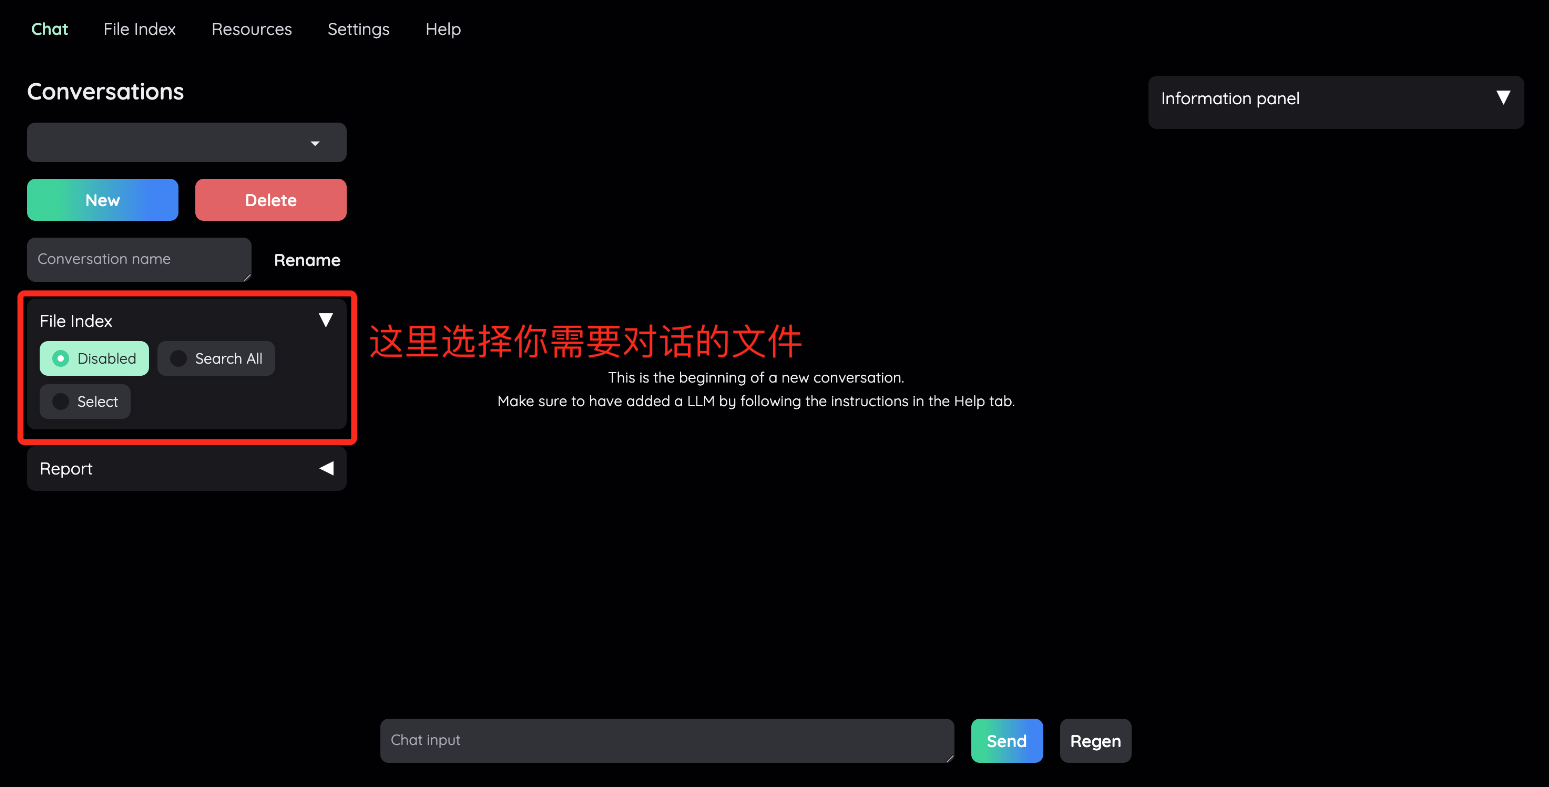 Chat File Index Resources Settings Help
Conversations
New Delete
Conversation name Rename
File Index
Disabled Search All
Select
Report
这里选择你需要对话的文件
This is the beginning of a new conversation.
Make sure to have added a LLM by following the instructions in the Help tab.
Chat input Send Regen
Information panel